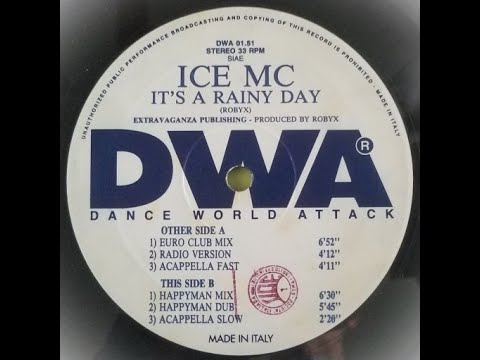 UNAUTHORIZED PUBLIC PERFORMANCE BROADCASTING AND COPYING OF THIS RECORD IS PROHIBITED - MADE IN ITALY
DWA 01.51
STEREO 33 RPM
SIAE
ICE MC
IT'S A RAINY DAY
(ROBYX)
EXTRAVAGANZA PUBLISHING - PRODUCED BY ROBYX
DWA®
DANCE WORLD ATTACK
OTHER SIDE A
1) EURO CLUB MIX 6'52"
2) RADIO VERSION 4'12"
3) ACAPPELLA FAST 4'11"
THIS SIDE B
1) HAPPYMAN MIX 6'30"
2) HAPPYMAN DUB 5'45"
3) ACAPPELLA SLOW 2'20"
MADE IN ITALY